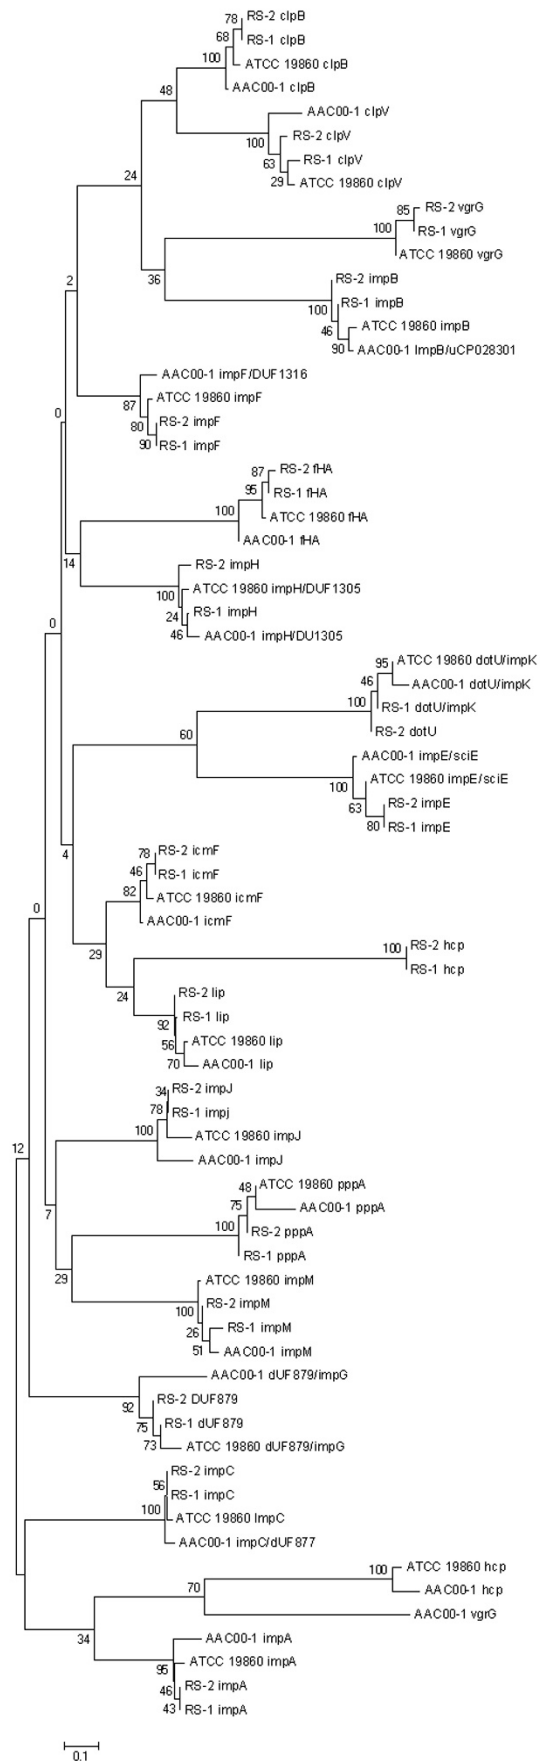 78 RS-2 clpB
68 RS-1 clpB
100 ATCC 19860 clpB
AAC00-1 clpB
48
AAC00-1 clpV
100 RS-2 clpV
63 RS-1 clpV
29 ATCC 19860 clpV
24
85 RS-2 vgrG
100 RS-1 vgrG
ATCC 19860 vgrG
36
RS-2 impB
100 RS-1 impB
46 ATCC 19860 impB
90 AAC00-1 ImpB/uCP028301
2
AAC00-1 impF/DUF1316
87 ATCC 19860 impF
80 RS-2 impF
90 RS-1 impF
0
87 RS-2 fHA
95 RS-1 fHA
100 ATCC 19860 fHA
AAC00-1 fHA
14
RS-2 impH
100 ATCC 19860 impH/DUF1305
24 RS-1 impH
46 AAC00-1 impH/DU1305
0
95 ATCC 19860 dotU/impK
46 AAC00-1 dotU/impK
100 RS-1 dotU/impK
RS-2 dotU
60
AAC00-1 impE/sciE
100 ATCC 19860 impE/sciE
63 RS-2 impE
80 RS-1 impE
4
78 RS-2 icmF
46 RS-1 icmF
82 ATCC 19860 icmF
AAC00-1 icmF
0
29
100 RS-2 hcp
RS-1 hcp
24
RS-2 lip
92 RS-1 lip
56 ATCC 19860 lip
70 AAC00-1 lip
34 RS-2 impJ
78 RS-1 impj
100 ATCC 19860 impJ
AAC00-1 impJ
12
7
48 ATCC 19860 pppA
75 AAC00-1 pppA
100 RS-2 pppA
RS-1 pppA
29
ATCC 19860 impM
100 RS-2 impM
26 RS-1 impM
51 AAC00-1 impM
AAC00-1 dUF879/impG
92 RS-2 DUF879
75 RS-1 dUF879
73 ATCC 19860 dUF879/impG
RS-2 impC
56 RS-1 impC
100 ATCC 19860 ImpC
AAC00-1 impC/dUF877
100 ATCC 19860 hcp
70 AAC00-1 hcp
AAC00-1 vgrG
34
AAC00-1 impA
95 ATCC 19860 impA
46 RS-2 impA
43 RS-1 impA
0.1